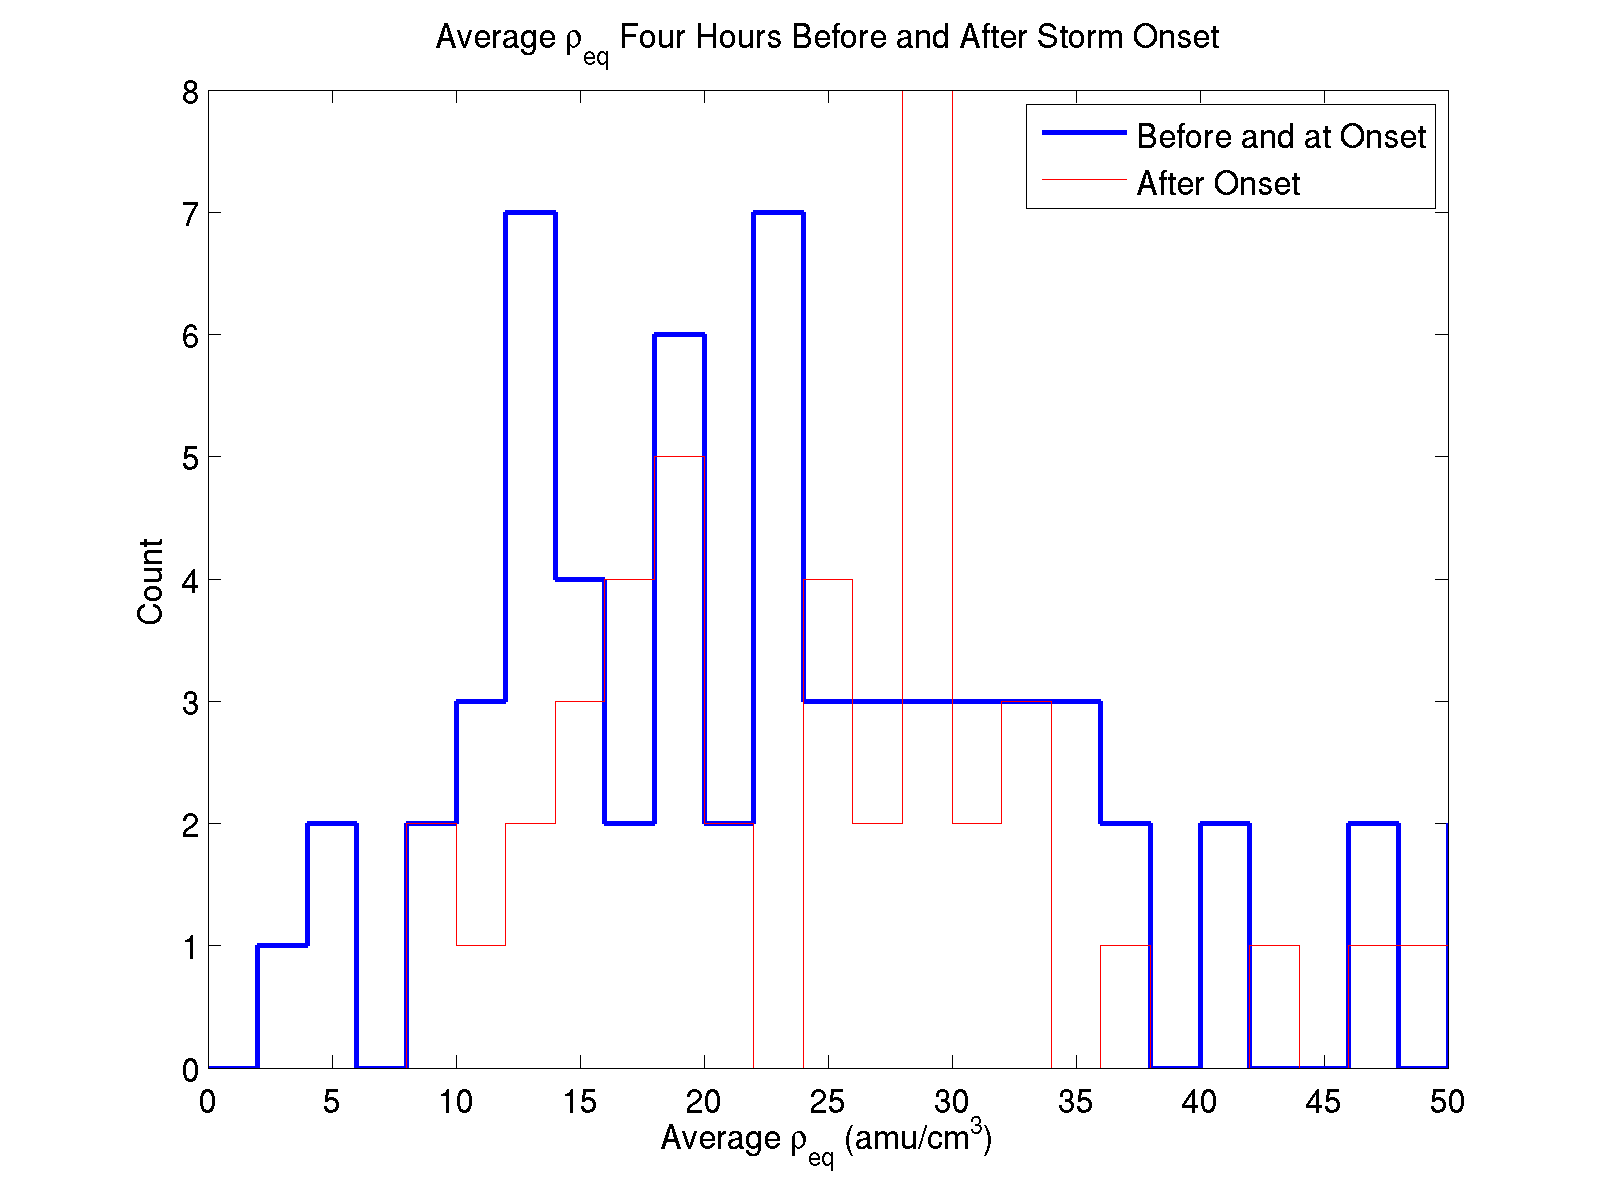 Average ρeq Four Hours Before and After Storm Onset
8
7
6
5
4
3
2
1
0
Count
Before and at Onset
After Onset
0 5 10 15 20 25 30 35 40 45 50
Average ρeq (amu/cm3)